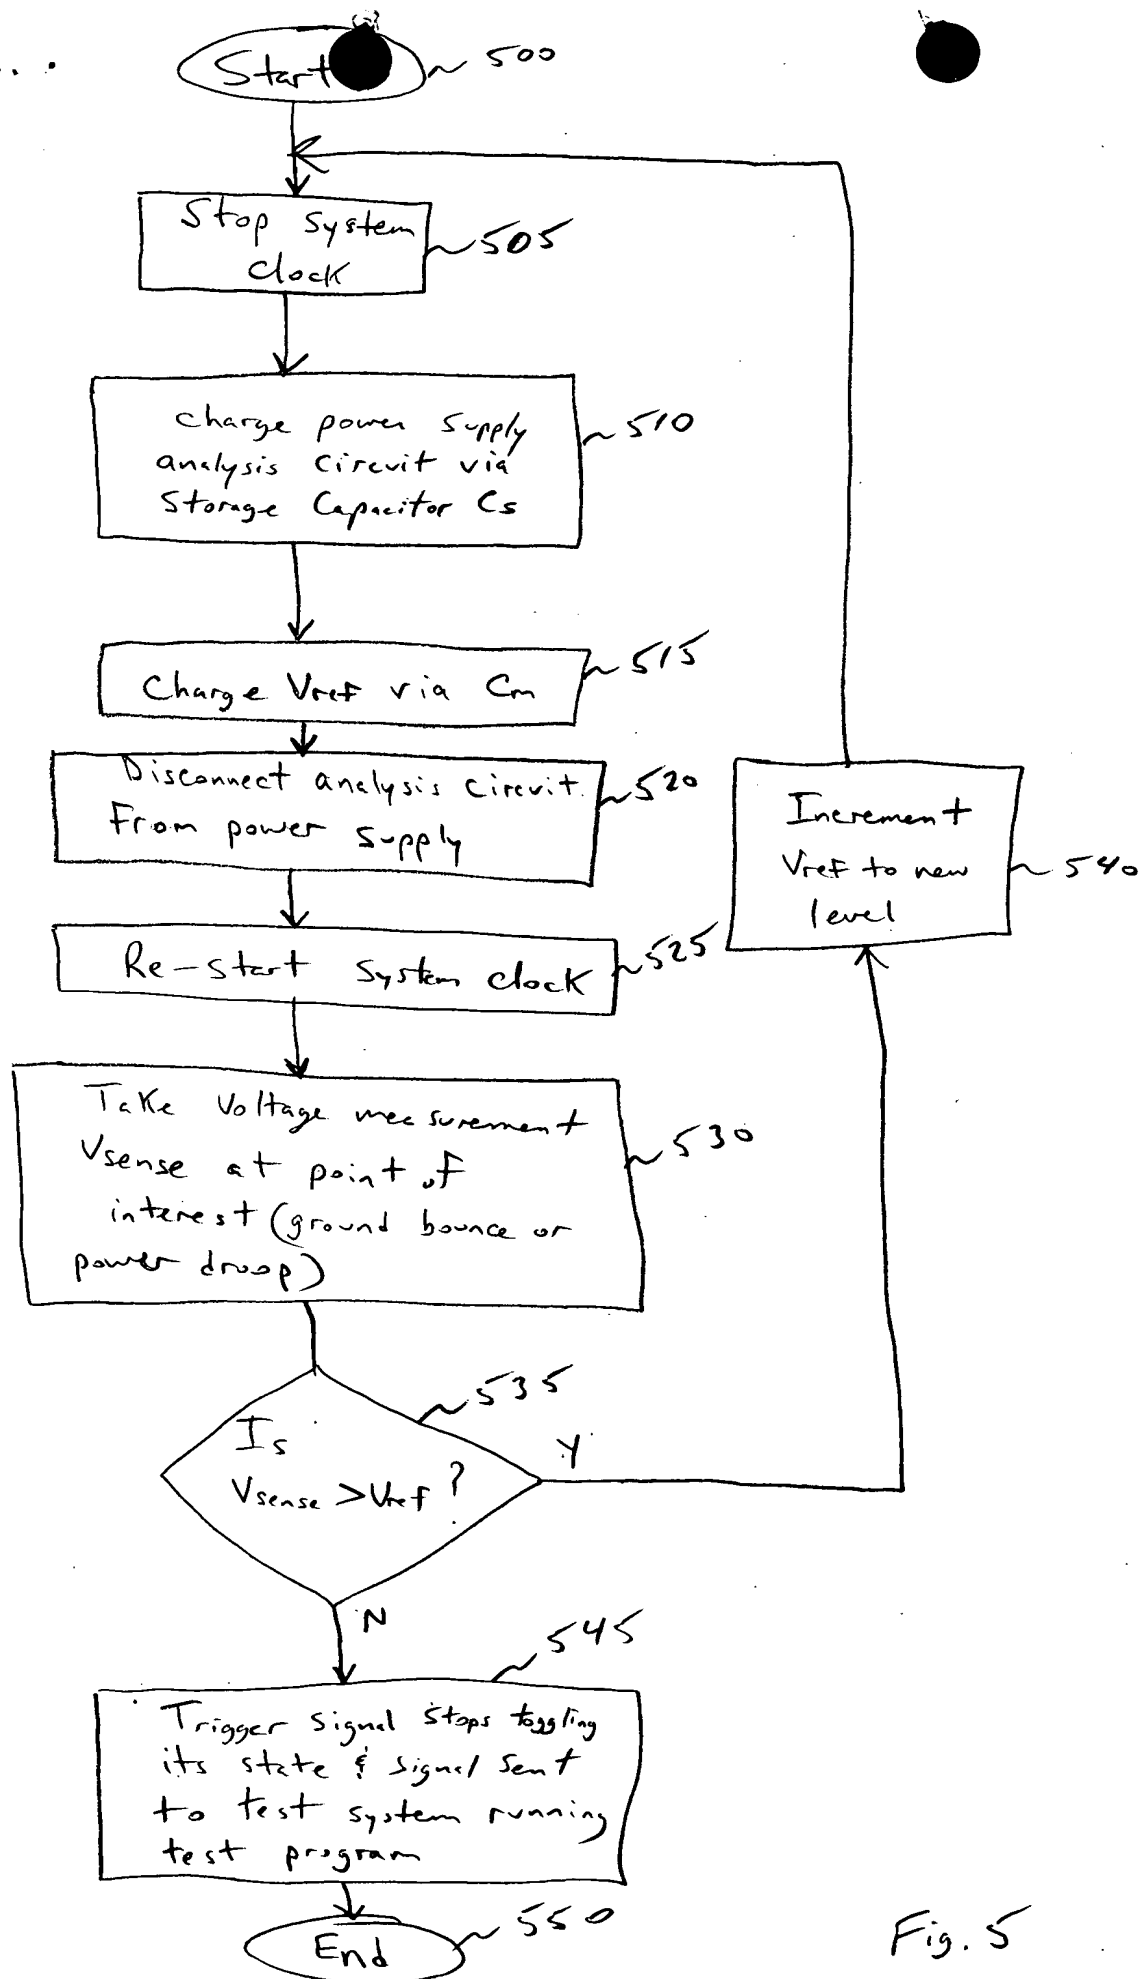 Start
500
Stop System
Clock
505
Charge power supply
analysis circuit via
Storage Capacitor Cs
510
Charge Vref via Cm
515
Disconnect analysis circuit
From power supply
520
Re-start System clock
525
Increment
Vref to new
level
540
Take Voltage measurement
Vsense at point of
interest (ground bounce or
power droop)
530
Is
Vsense > Vref ?
535
Y
N
545
Trigger signal stops toggling
its state & signal sent
to test system running
test program
End
550
Fig. 5